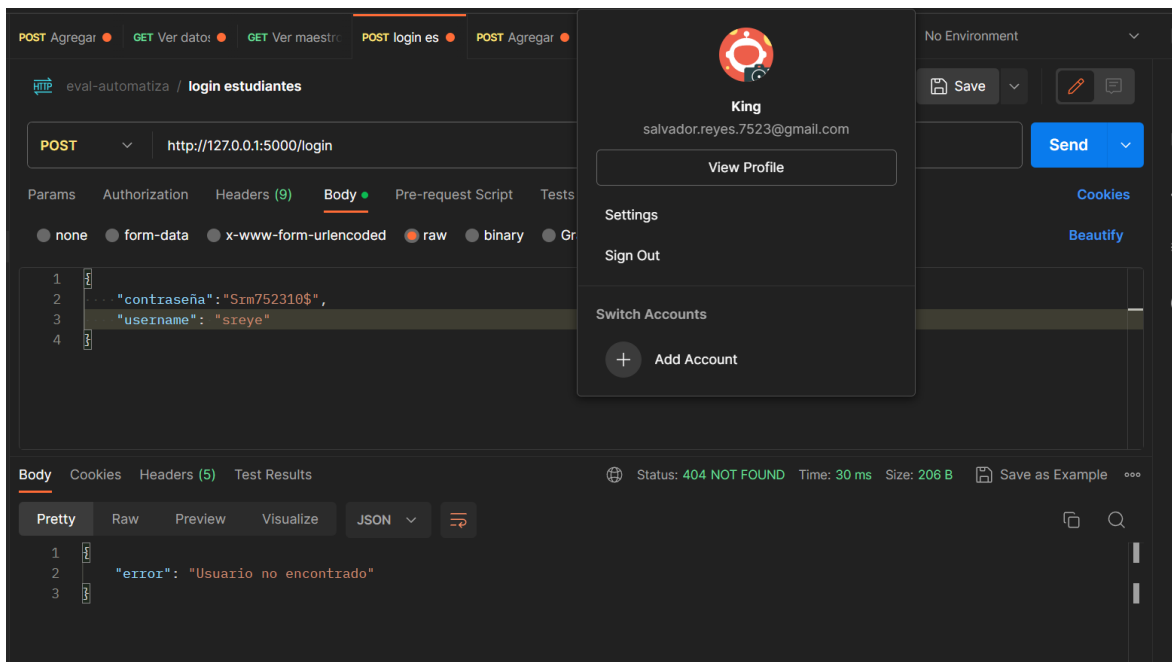 POST Agregar GET Ver datos GET Ver maestro POST login es POST Agregar No Environment
HTTP eval-automatiza / login estudiantes Save
King
salvador.reyes.7523@gmail.com
POST http://127.0.0.1:5000/login Send
View Profile
Params Authorization Headers (9) Body Pre-request Script Tests Cookies
Settings
none form-data x-www-form-urlencoded raw binary Gr Beautify
Sign Out
1 {
2 "contraseña":"Srm752310$",
3 "username": "sreye"
4 }
Switch Accounts
+ Add Account
Body Cookies Headers (5) Test Results Status: 404 NOT FOUND Time: 30 ms Size: 206 B Save as Example
Pretty Raw Preview Visualize JSON
1 {
2 "error": "Usuario no encontrado"
3 }